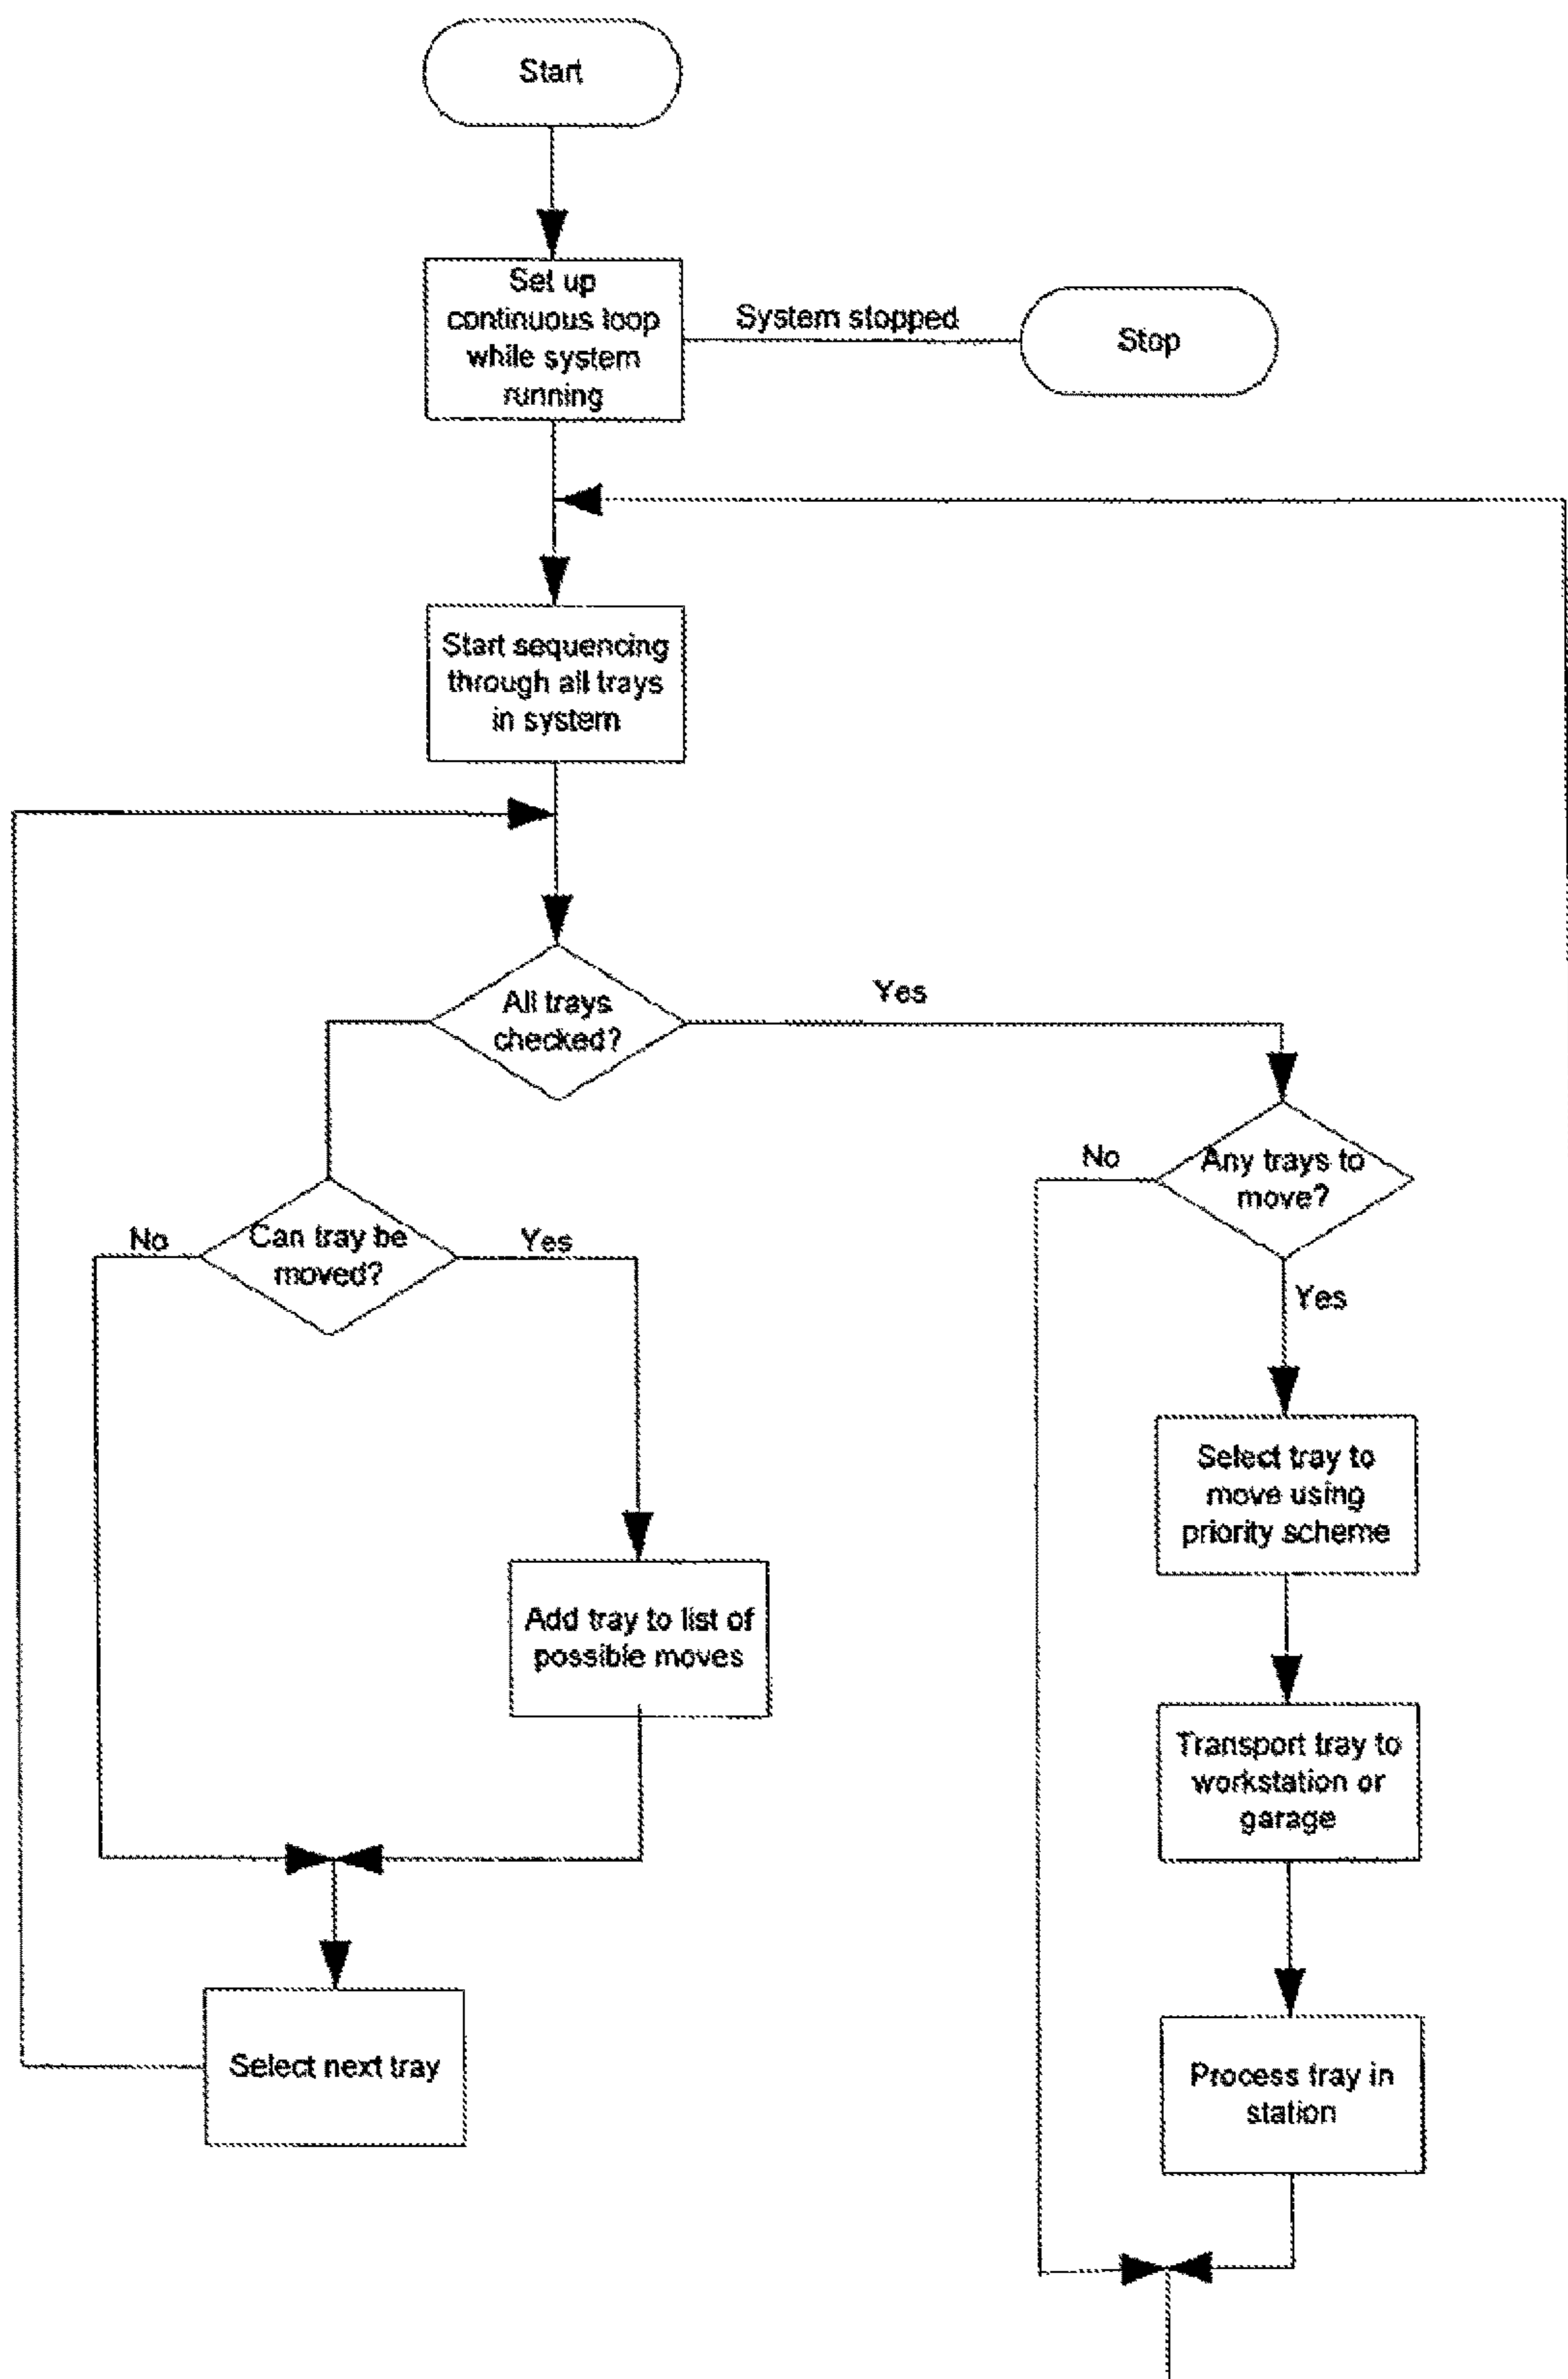 Start
Set up
continuous loop
while system
running
System stopped
Stop
Start sequencing
through all trays
in system
All trays
checked?
Yes
Any trays to
move?
No
Yes
Can tray be
moved?
No
Yes
Select tray to
move using
priority scheme
Add tray to list of
possible moves
Transport tray to
workstation or
garage
Select next tray
Process tray in
station